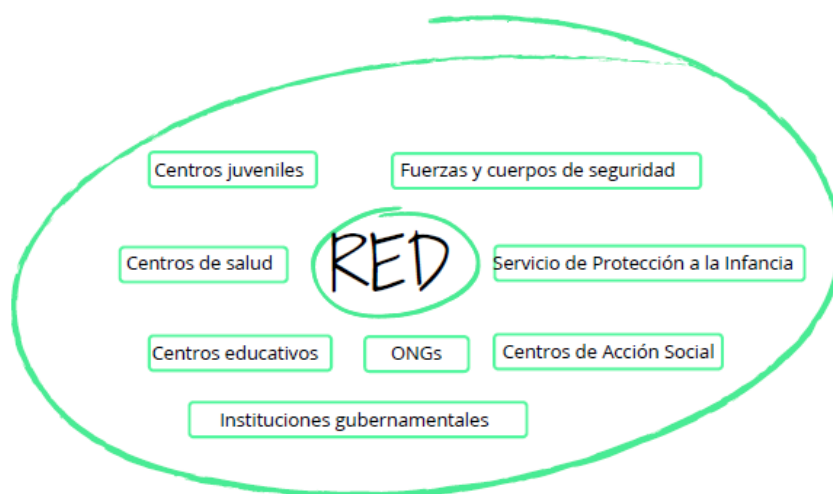 Centros juveniles
Fuerzas y cuerpos de seguridad
Centros de salud
RED
Servicio de Protección a la Infancia
Centros educativos
ONGs
Centros de Acción Social
Instituciones gubernamentales